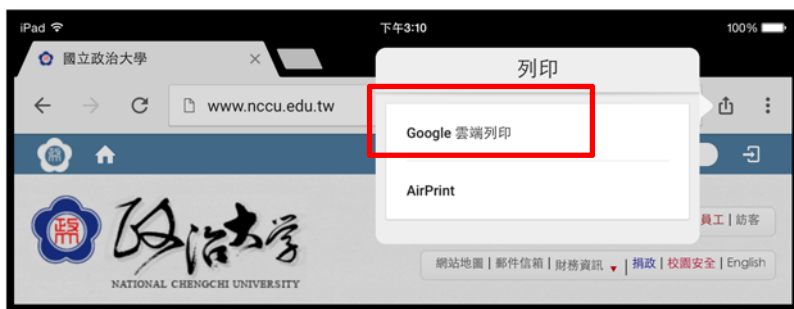 iPad 下午3:10 100%
國立政治大學
列印
www.nccu.edu.tw
Google 雲端列印
AirPrint
員工 | 訪客
政治大学
NATIONAL CHENGCHI UNIVERSITY
網站地圖 | 郵件信箱 | 財務資訊 | 捐政 | 校園安全 | English